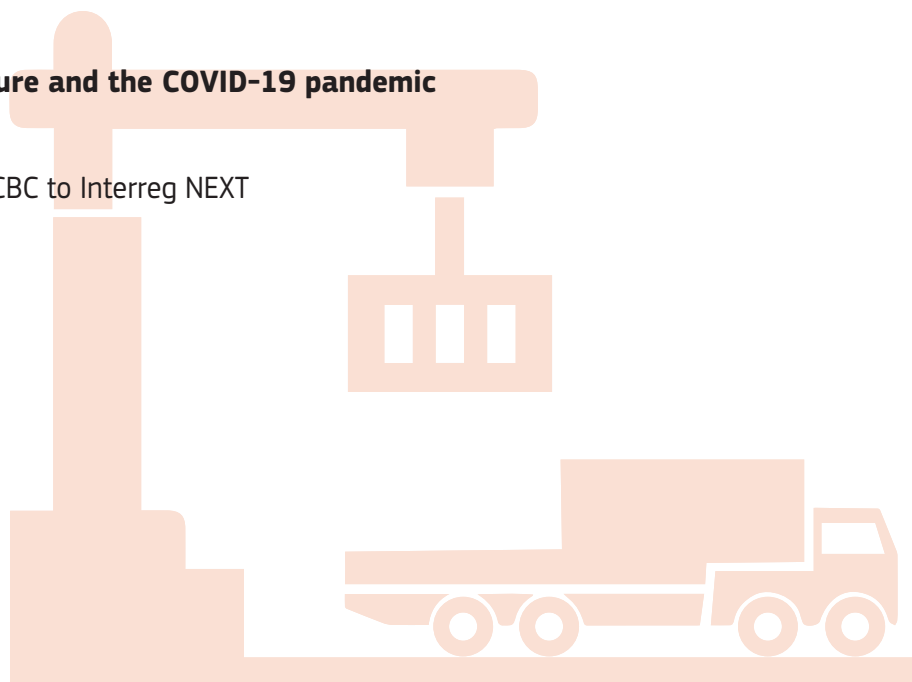 ure and the COVID-19 pandemic
CBC to Interreg NEXT